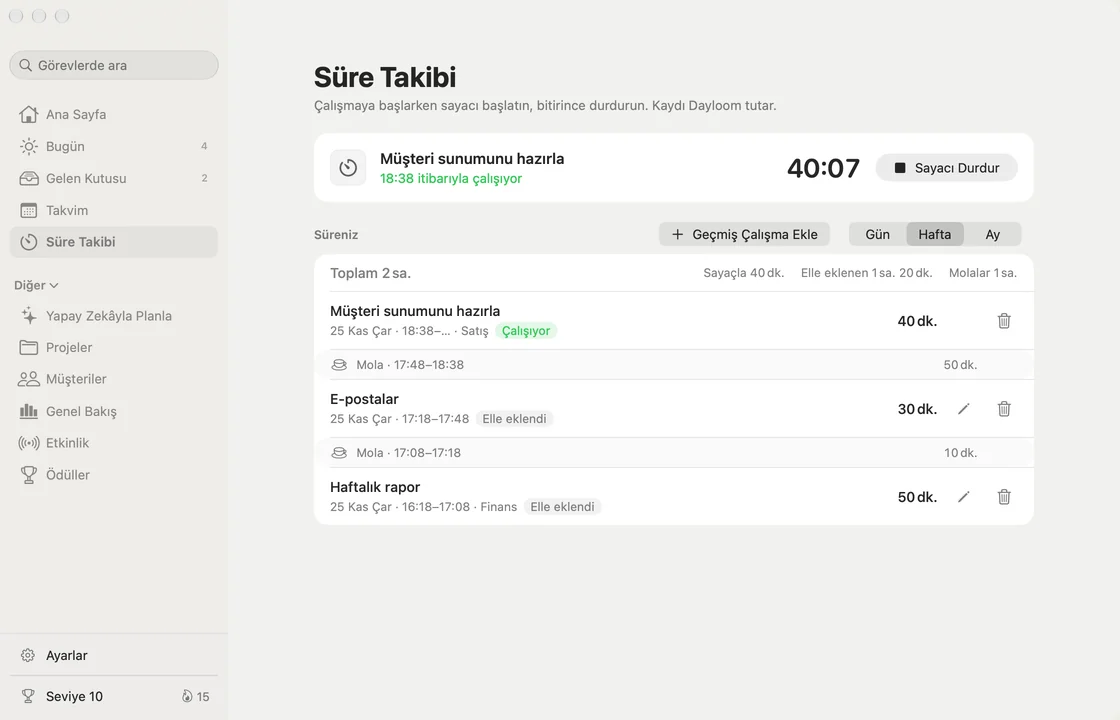 Görevlerde ara
Ana Sayfa
Bugün 4
Gelen Kutusu 2
Takvim
Süre Takibi
Diğer
Yapay Zekâyla Planla
Projeler
Müşteriler
Genel Bakış
Etkinlik
Ödüller
Ayarlar
Seviye 10 15
Süre Takibi
Çalışmaya başlarken sayacı başlatın, bitirince durdurun. Kaydı Dayloom tutar.
Müşteri sunumunu hazırla
18:38 itibarıyla çalışıyor
40:07
Sayacı Durdur
Süreniz
Geçmiş Çalışma Ekle
Gün Hafta Ay
Toplam 2 sa. Sayaçla 40 dk. Elle eklenen 1 sa. 20 dk. Molalar 1 sa.
Müşteri sunumunu hazırla
25 Kas Çar · 18:38–... · Satış Çalışıyor
40 dk.
Mola · 17:48–18:38 50 dk.
E-postalar
25 Kas Çar · 17:18–17:48 Elle eklendi
30 dk.
Mola · 17:08–17:18 10 dk.
Haftalık rapor
25 Kas Çar · 16:18–17:08 · Finans Elle eklendi
50 dk.